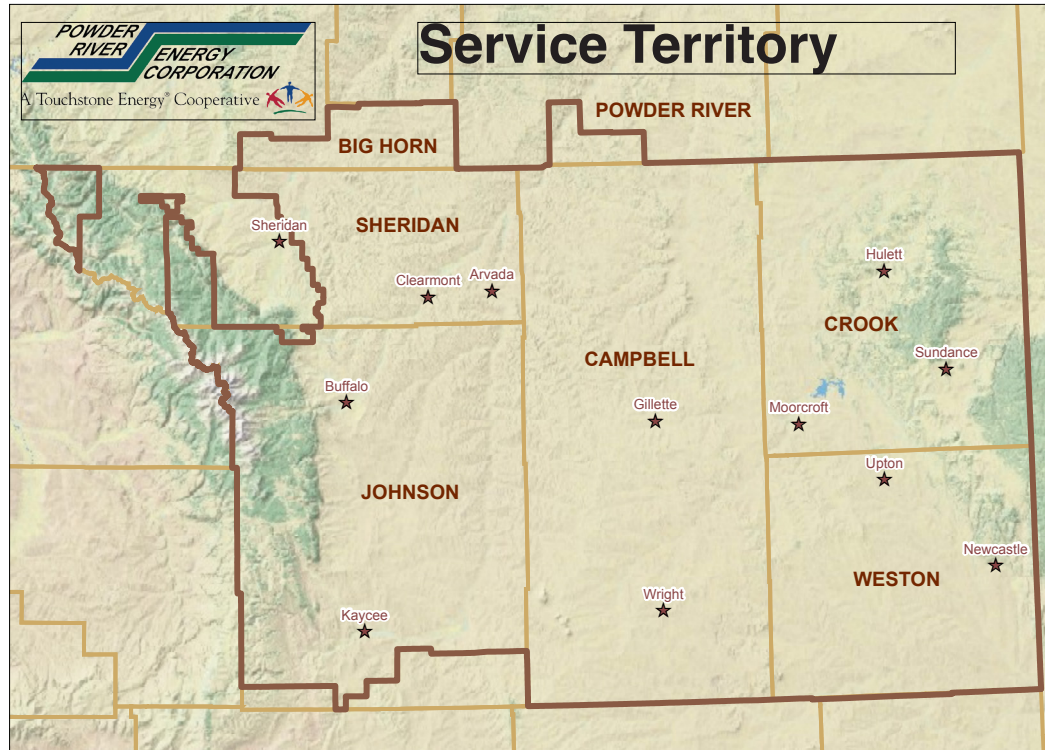 POWDER
RIVER
ENERGY
CORPORATION
A Touchstone Energy® Cooperative
Service Territory
POWDER RIVER
BIG HORN
SHERIDAN
Sheridan
Hulett
Clearmont
Arvada
CROOK
CAMPBELL
Sundance
Buffalo
Gillette
Moorcroft
Upton
JOHNSON
Newcastle
WESTON
Wright
Kaycee